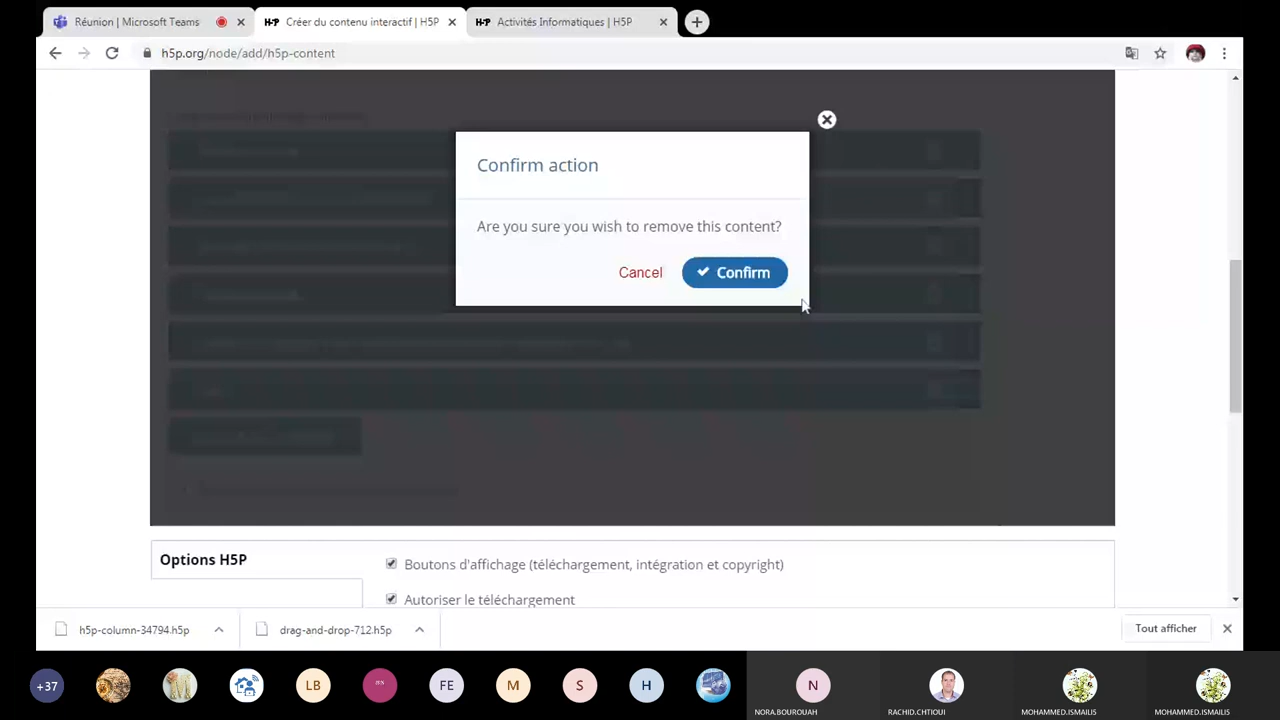 Réunion | Microsoft Teams
H-P Créer du contenu interactif | H5P
H-P Activités Informatiques | H5P
h5p.org/node/add/h5p-content
Confirm action
Are you sure you wish to remove this content?
Cancel
Confirm
Options H5P
Boutons d'affichage (téléchargement, intégration et copyright)
Autoriser le téléchargement
h5p-column-34794.h5p
drag-and-drop-712.h5p
Tout afficher
+37
LB
FE
M
S
H
N
NORA.BOUROUAH
RACHID.CHTIOUI
MOHAMMED.ISMAILIS
MOHAMMED.ISMAILIS